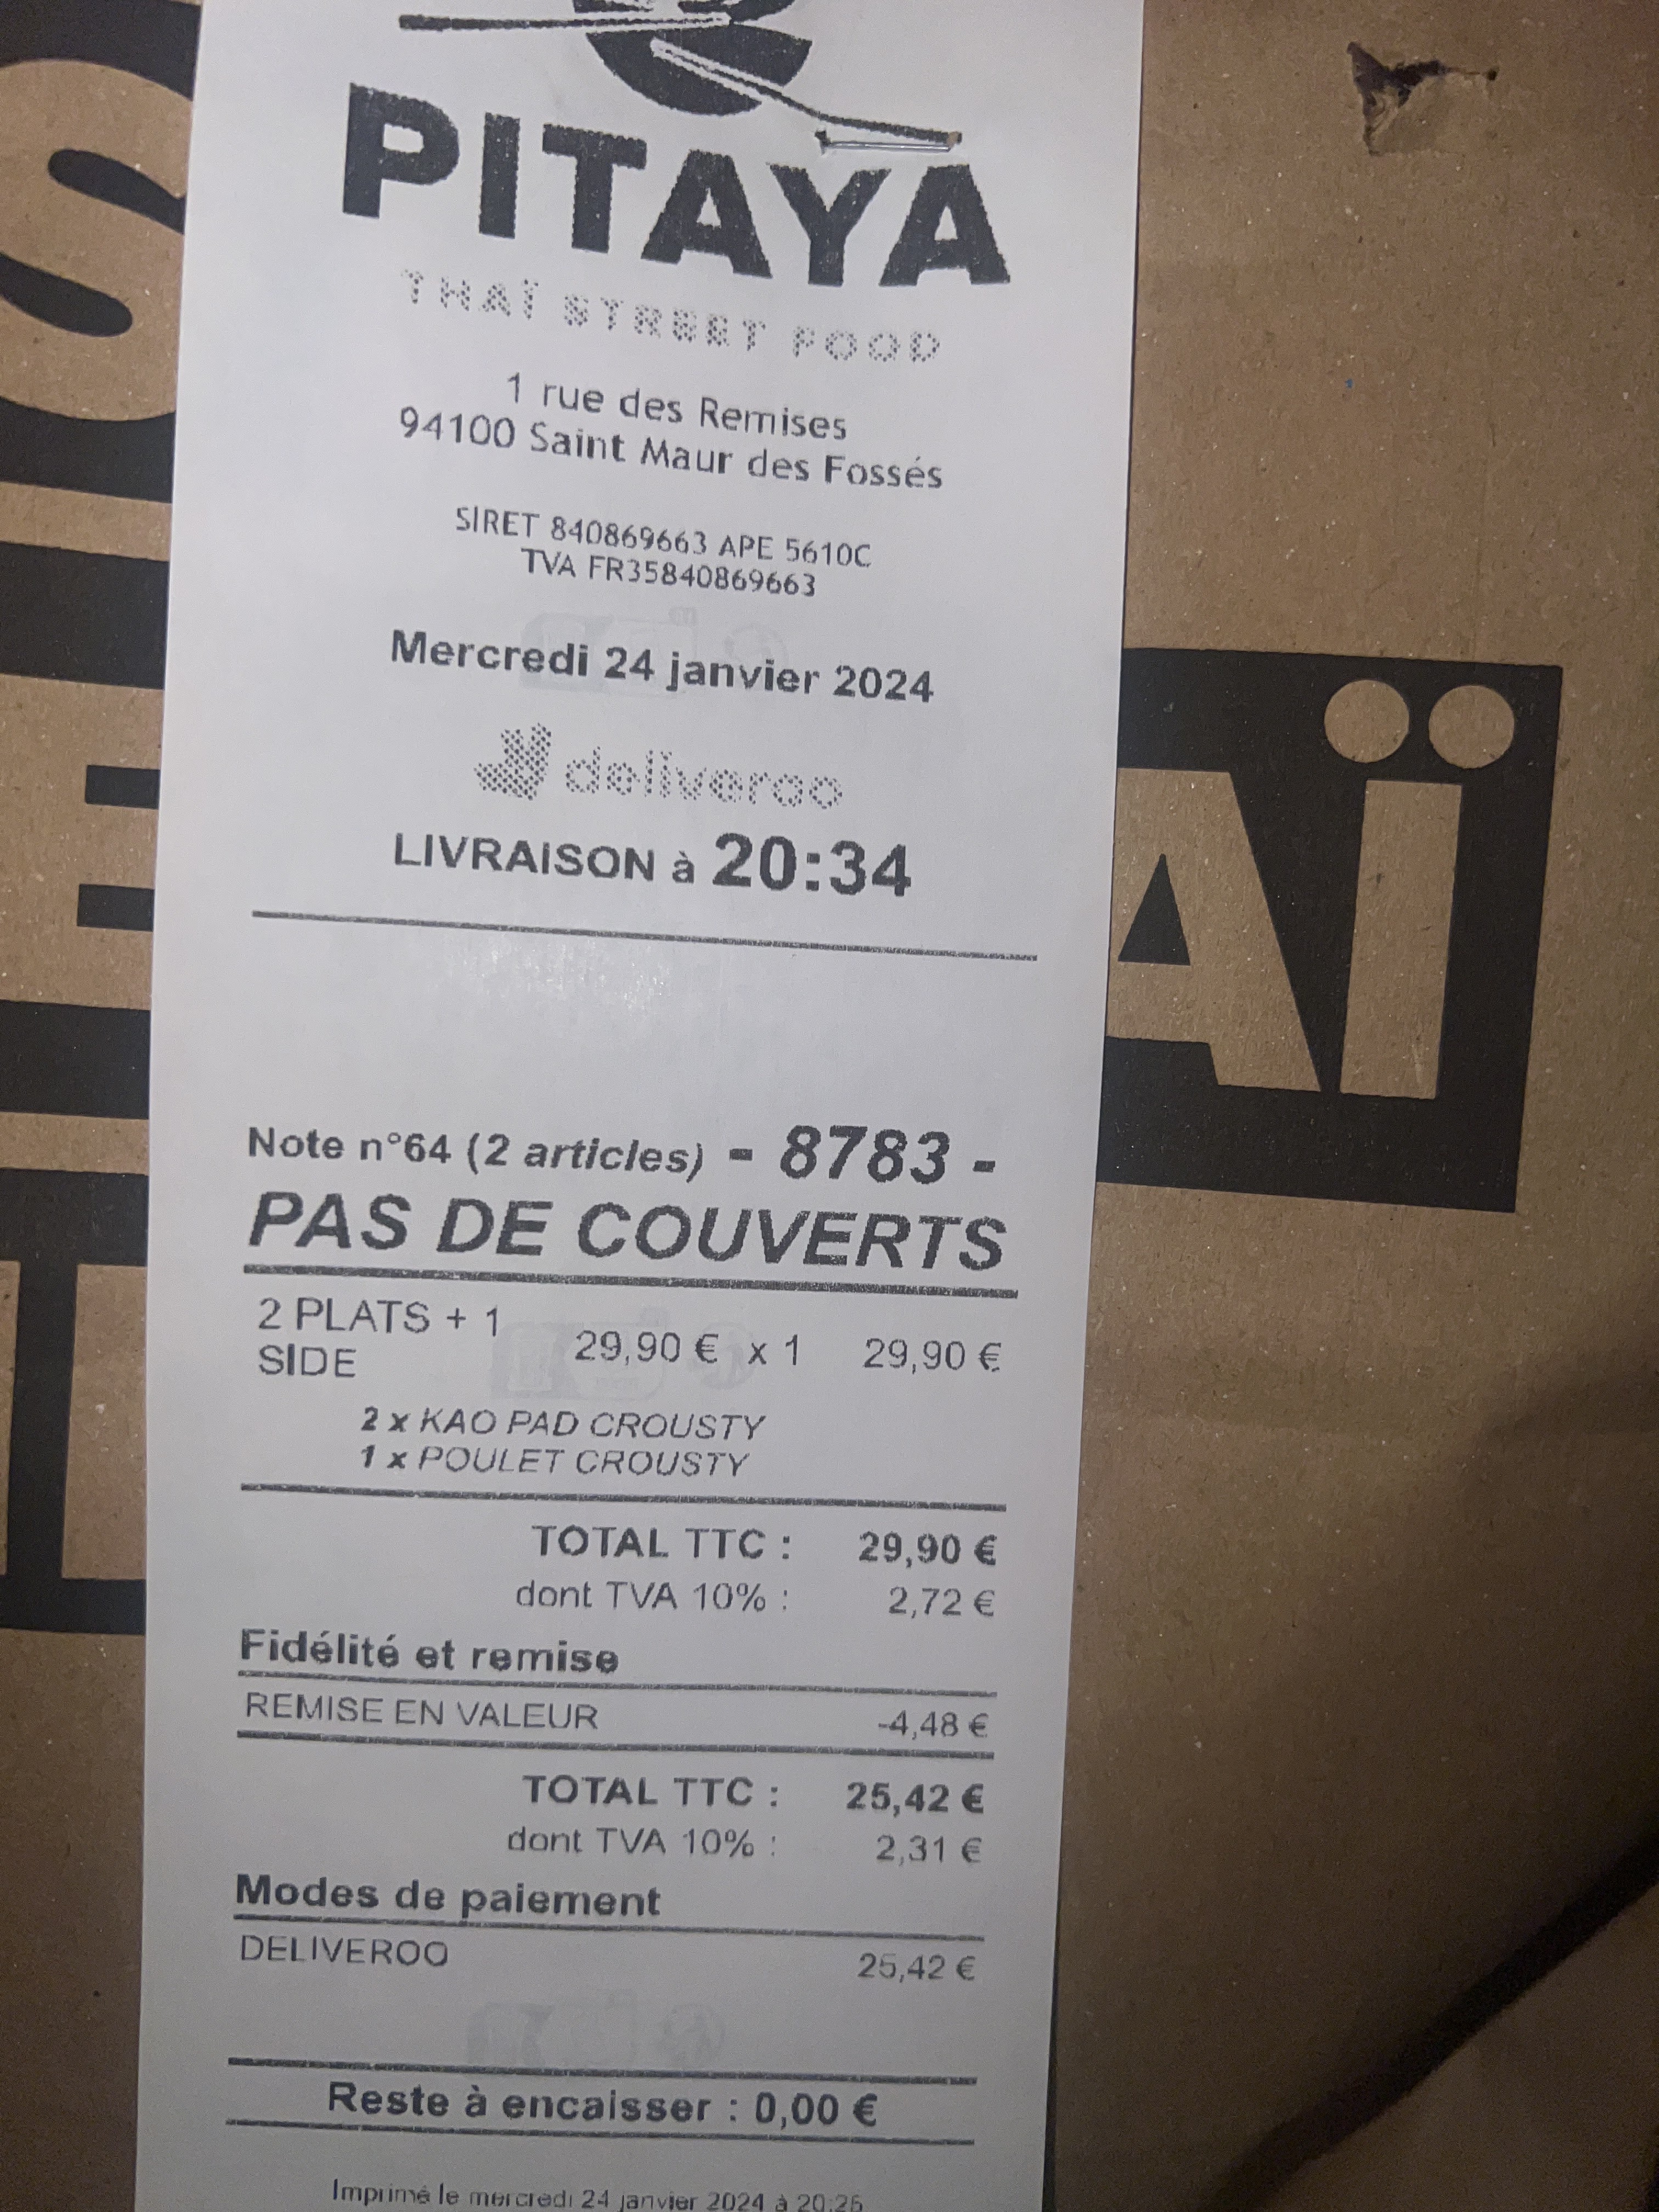 PITAYA
THAÏ STREET FOOD
1 rue des Remises
94100 Saint Maur des Fossés
SIRET 840869663 APE 5610C
TVA FR35840869663
Mercredi 24 janvier 2024
deliveroo
LIVRAISON à 20:34
Note n°64 (2 articles) - 8783 -
PAS DE COUVERTS
2 PLATS + 1
SIDE 29,90 € x 1 29,90 €
2 x KAO PAD CROUSTY
1 x POULET CROUSTY
TOTAL TTC : 29,90 €
dont TVA 10% : 2,72 €
Fidélité et remise
REMISE EN VALEUR -4,48 €
TOTAL TTC : 25,42 €
dont TVA 10% : 2,31 €
Modes de paiement
DELIVEROO 25,42 €
Reste à encaisser : 0,00 €
Imprimé le mercredi 24 janvier 2024 à 20:26
AÏ